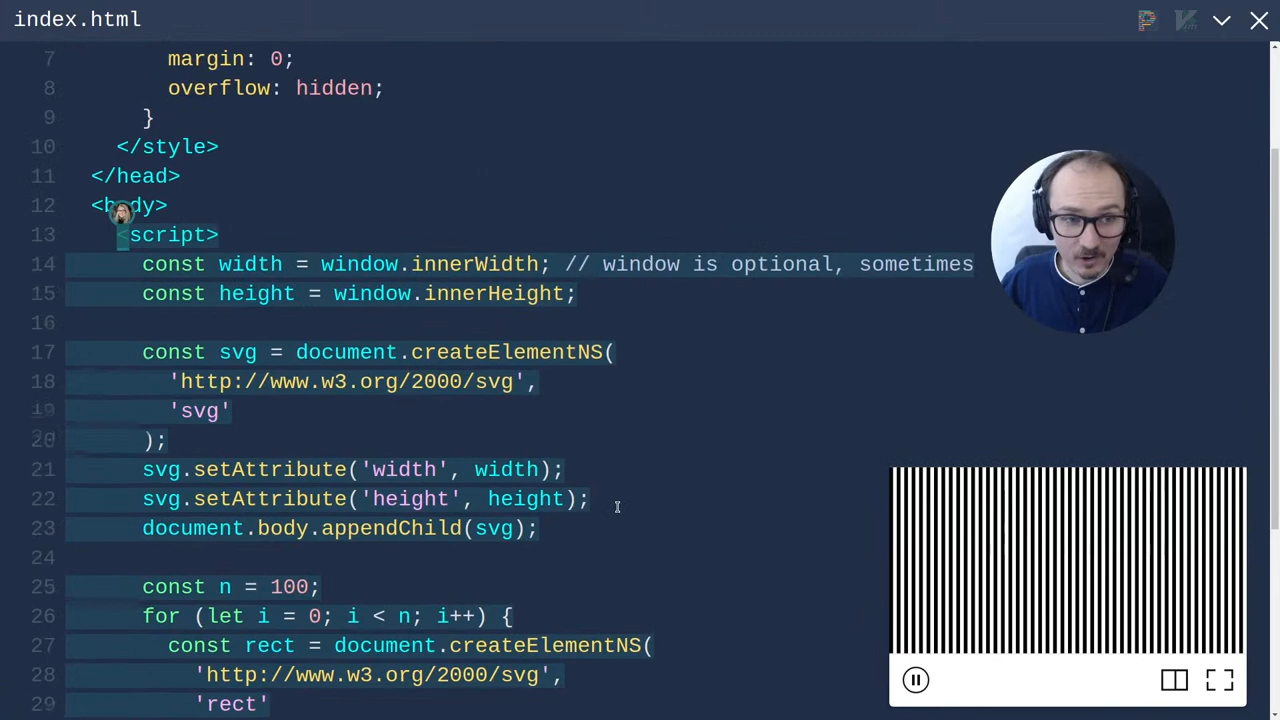 index.html
7 margin: 0;
8 overflow: hidden;
9 }
10 </style>
11 </head>
12 <body>
13 <script>
14 const width = window.innerWidth; // window is optional, sometimes
15 const height = window.innerHeight;
16
17 const svg = document.createElementNS(
18 'http://www.w3.org/2000/svg',
19 'svg'
20 );
21 svg.setAttribute('width', width);
22 svg.setAttribute('height', height);
23 document.body.appendChild(svg);
24
25 const n = 100;
26 for (let i = 0; i < n; i++) {
27 const rect = document.createElementNS(
28 'http://www.w3.org/2000/svg',
29 'rect'